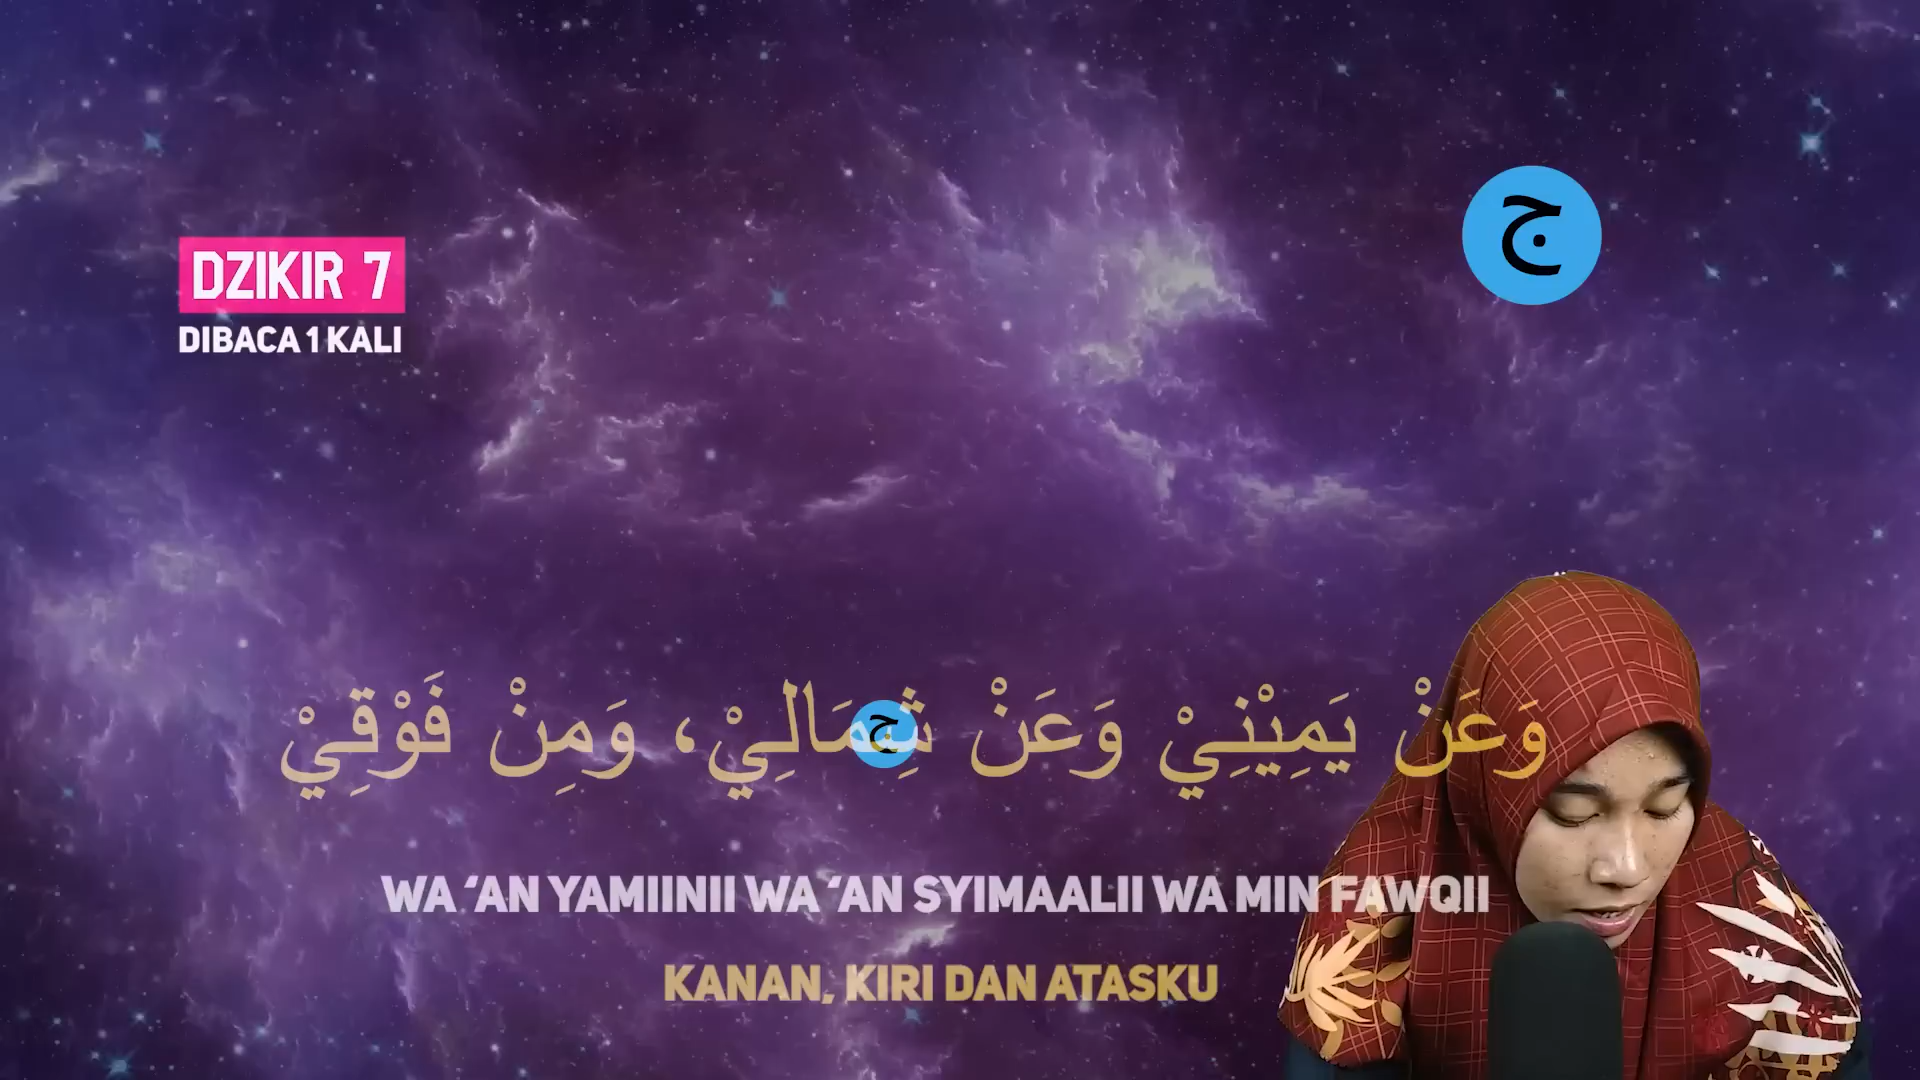 ج
DZIKIR 7
DIBACA 1 KALI
وَعَنْ يَمِيْنِيْ وَعَنْ شِمَالِيْ، وَمِنْ فَوْقِيْ
ج
WA ‘AN YAMIINII WA ‘AN SYIMAALII WA MIN FAWQII
KANAN, KIRI DAN ATASKU